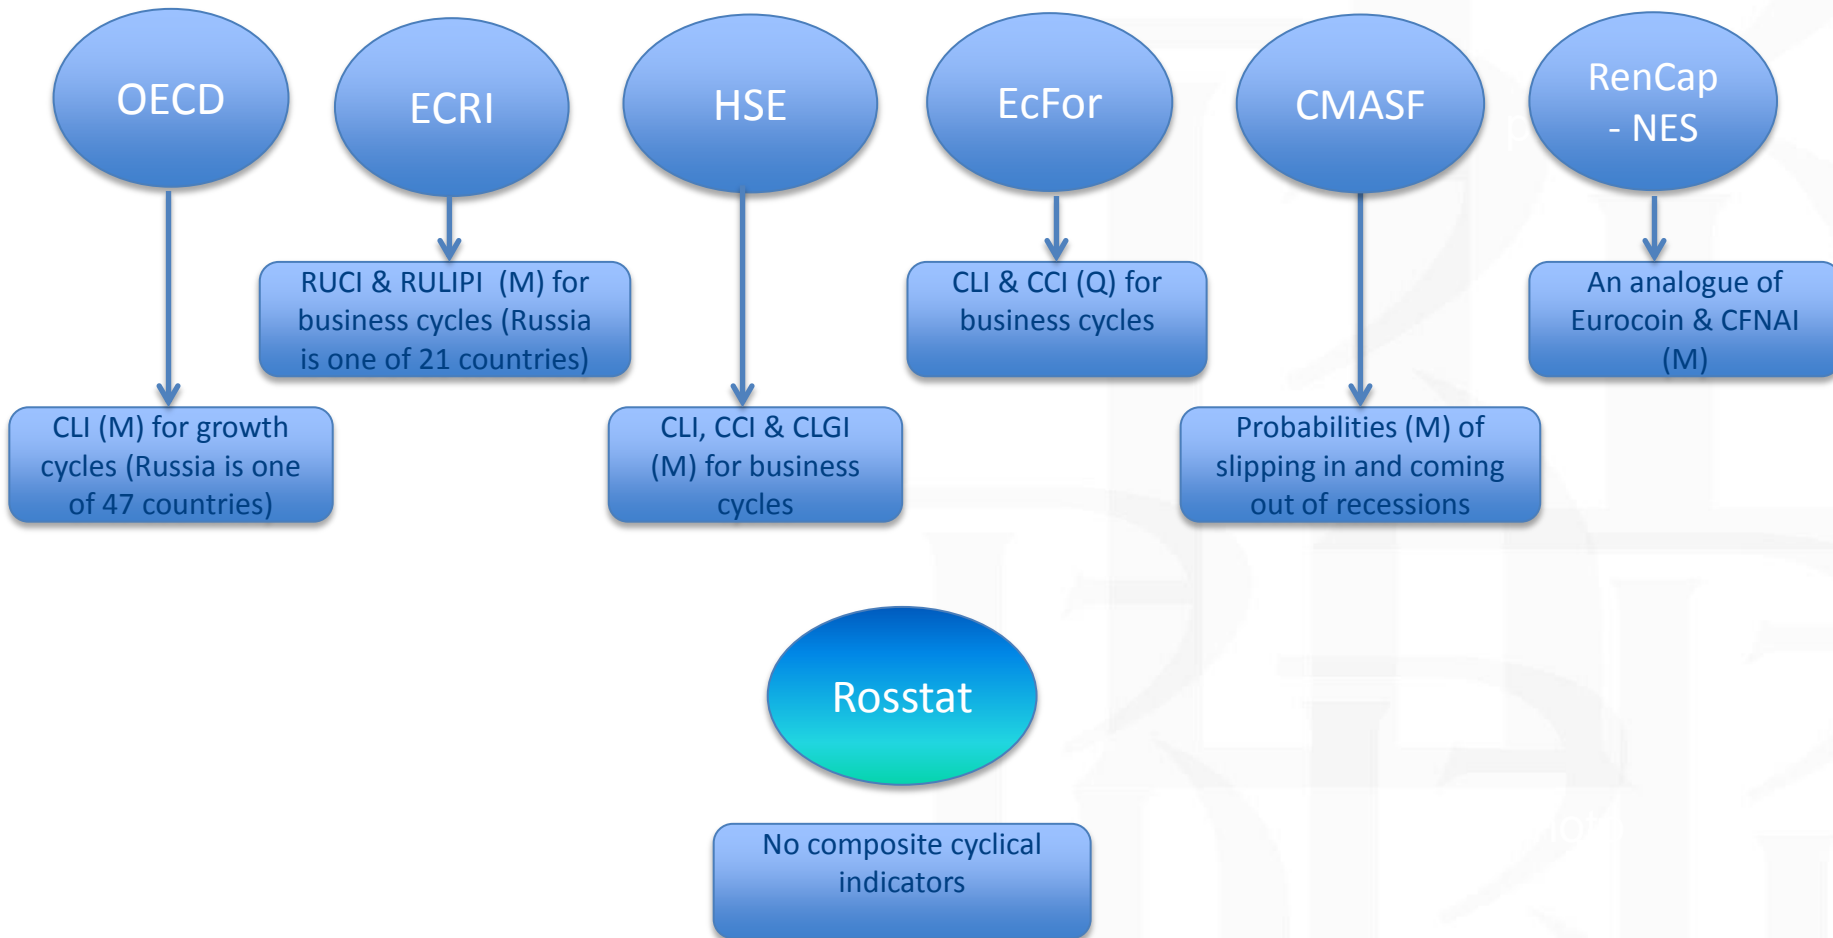 OECD
ECRI
HSE
EcFor
CMASF
RenCap
- NES
RUCI & RULIPI (M) for
business cycles (Russia
is one of 21 countries)
CLI & CCI (Q) for
business cycles
An analogue of
Eurocoin & CFNAI
(M)
CLI (M) for growth
cycles (Russia is one
of 47 countries)
CLI, CCI & CLGI
(M) for business
cycles
Probabilities (M) of
slipping in and coming
out of recessions
Rosstat
No composite cyclical
indicators